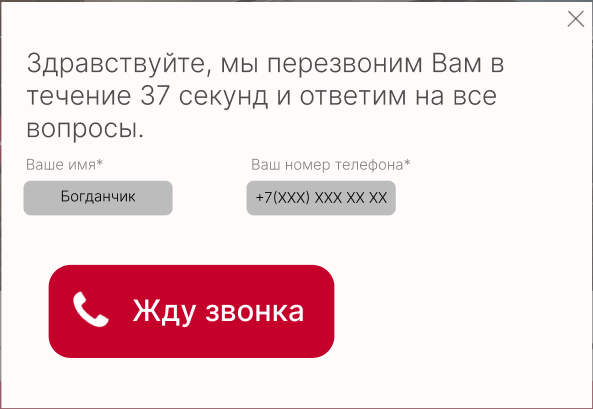 Здравствуйте, мы перезвоним Вам в
течение 37 секунд и ответим на все
вопросы.
Ваше имя*
Ваш номер телефона*
Богданчик
+7(XXX) XXX XX XX
Жду звонка